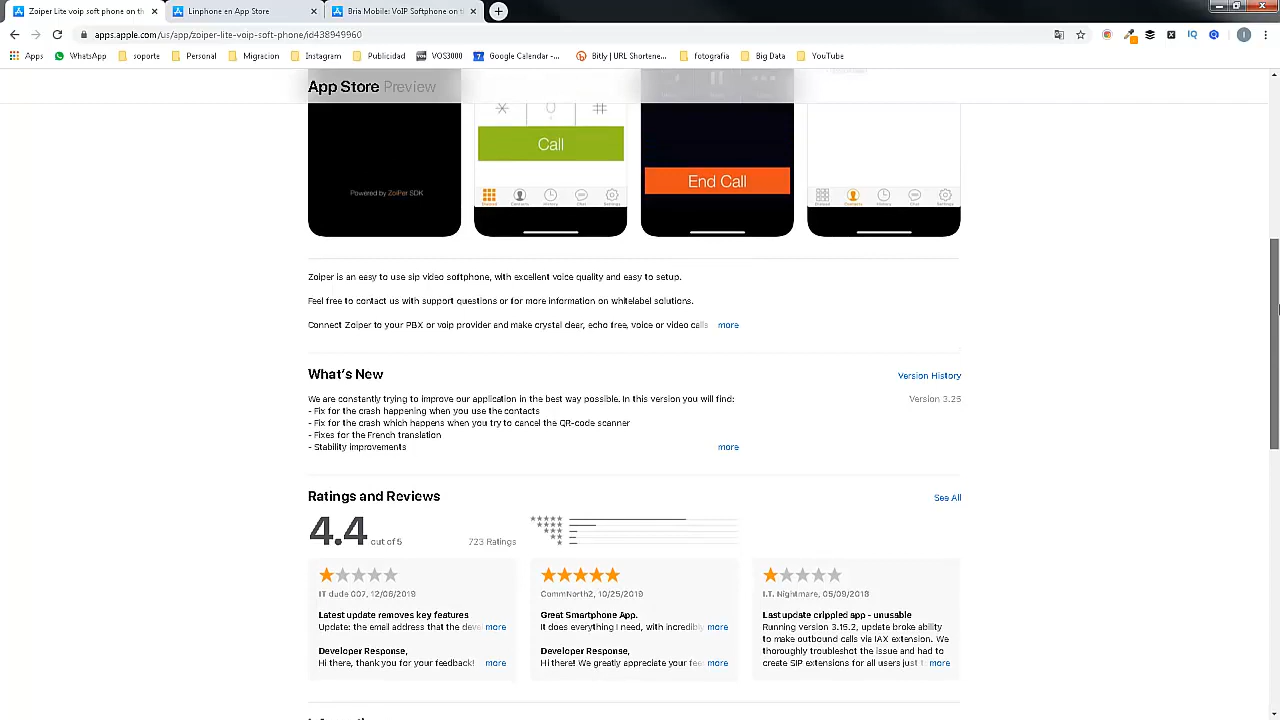 Zoiper Lite voip soft phone on th
Linphone en App Store
Bria Mobile: VoIP Softphone on t
apps.apple.com/us/app/zoiper-lite-voip-soft-phone/id438949960
Apps WhatsApp soporte Personal Migracion Instagram Publicidad VOS3000 Google Calendar -... Bitly | URL Shortene... fotografia Big Data YouTube
App Store Preview
Call
End Call
Powered by ZoiPer SDK
Contacts History Chat Settings
Contacts History Chat Settings
Zoiper is an easy to use sip video softphone, with excellent voice quality and easy to setup.
Feel free to contact us with support questions or for more information on whitelabel solutions.
Connect Zoiper to your PBX or voip provider and make crystal clear, echo free, voice or video calls more
What's New
Version History
We are constantly trying to improve our application in the best way possible. In this version you will find:
Version 3.25
- Fix for the crash happening when you use the contacts
- Fix for the crash which happens when you try to cancel the QR-code scanner
- Fixes for the French translation
- Stability improvements
more
Ratings and Reviews
See All
4.4 out of 5
723 Ratings
IT dude 007, 12/06/2019
Latest update removes key features
Update: the email address that the deve more
Developer Response,
Hi there, thank you for your feedback! more
CommNorth2, 10/25/2019
Great Smartphone App.
It does everything I need, with incredibly more
Developer Response,
Hi there! We greatly appreciate your fee more
I.T. Nightmare, 05/09/2018
Last update crippled app - unusable
Running version 3.15.2, update broke ability
to make outbound calls via IAX extension. We
thoroughly troubleshot the issue and had to
create SIP extensions for all users just t more